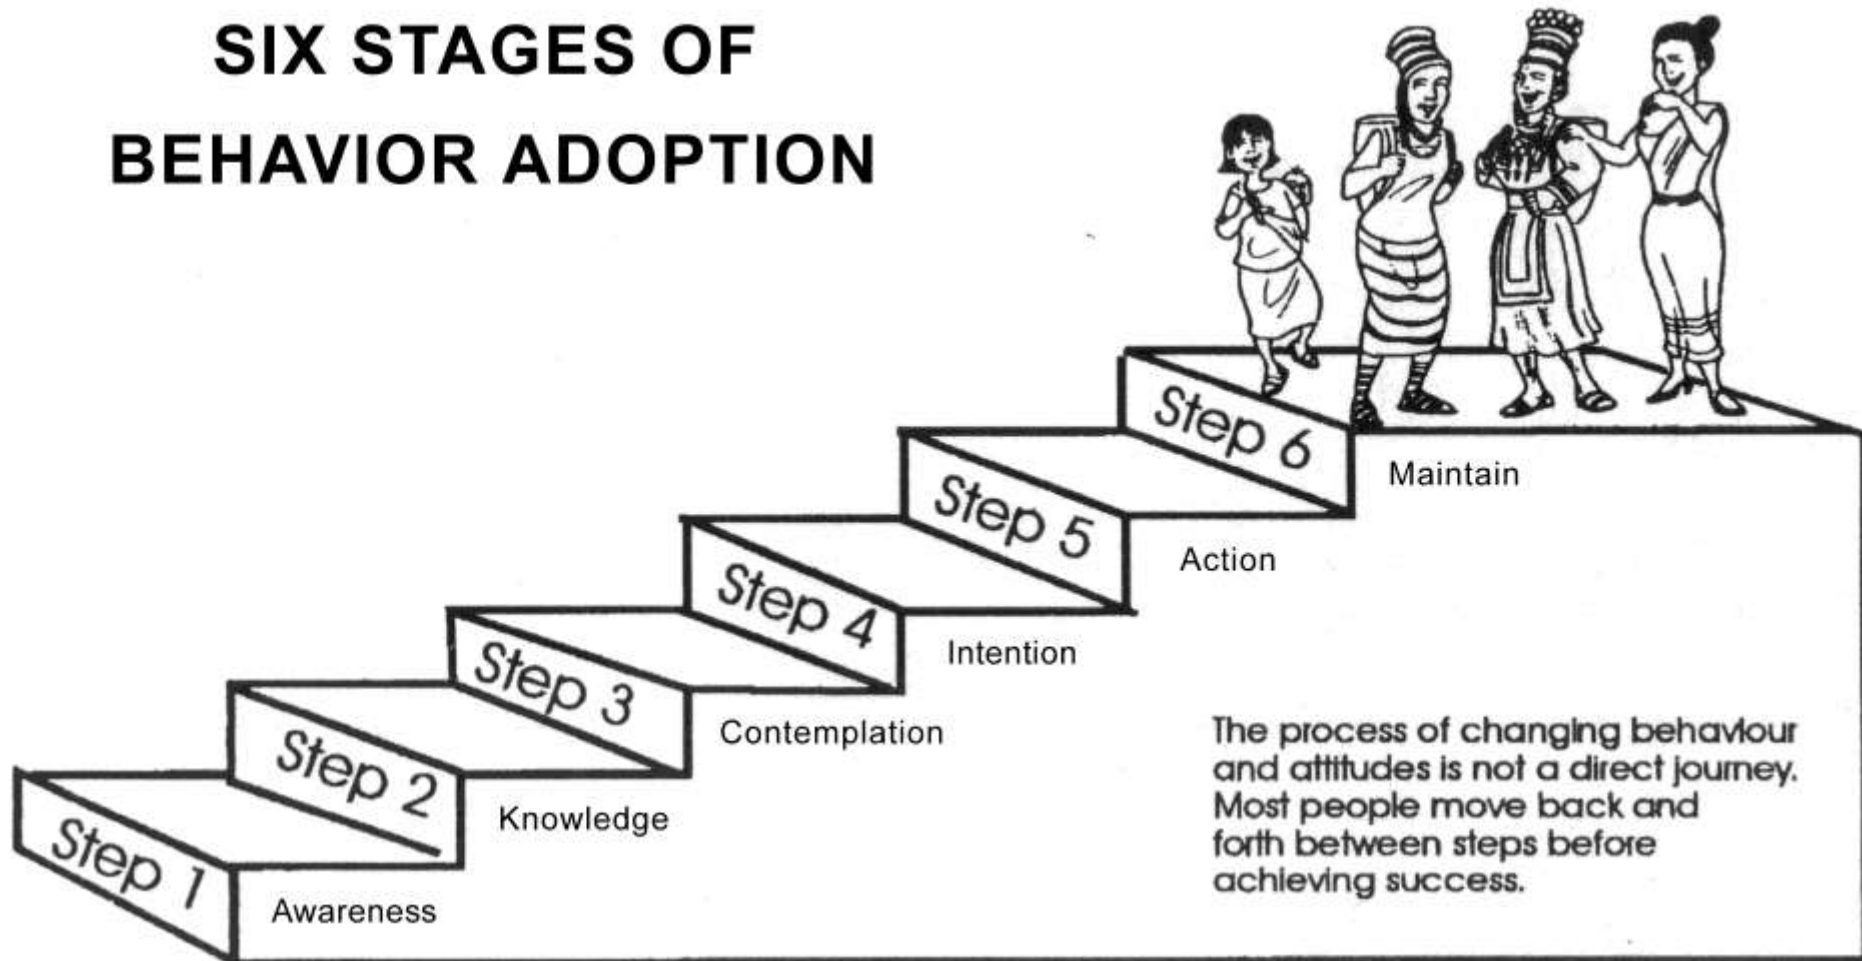 SIX STAGES OF
BEHAVIOR ADOPTION
Step 6
Maintain
Step 5
Action
Step 4
Intention
Step 3
Contemplation
Step 2
Knowledge
Step 1
Awareness
The process of changing behaviour
and attitudes is not a direct journey.
Most people move back and
forth between steps before
achieving success.